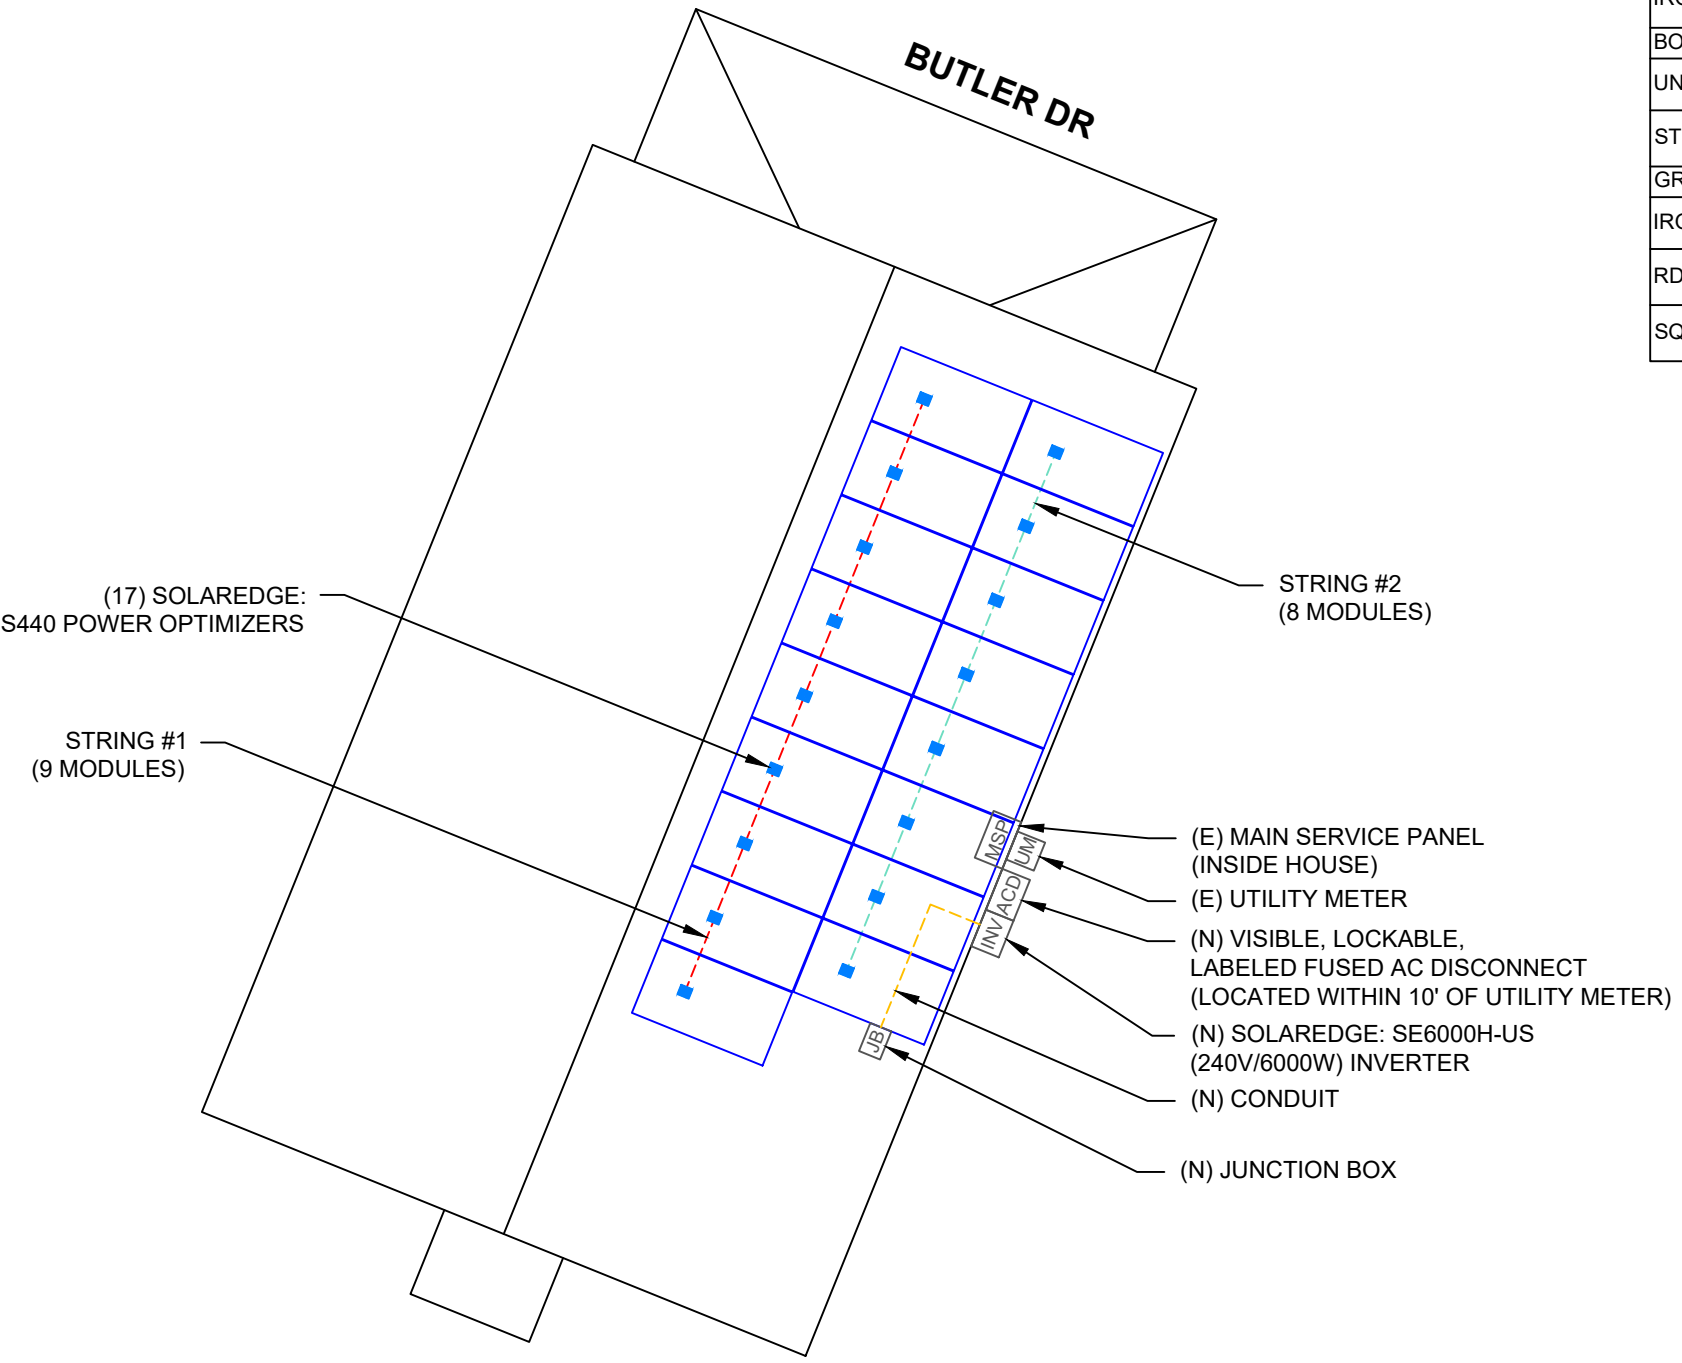 BUTLER DR
BO
UN
ST
GR
RD
SQ
(17) SOLAREDGE:
S440 POWER OPTIMIZERS
STRING #1
(9 MODULES)
STRING #2
(8 MODULES)
MSP
UM
ACD
INV
JB
(E) MAIN SERVICE PANEL
(INSIDE HOUSE)
(E) UTILITY METER
(N) VISIBLE, LOCKABLE,
LABELED FUSED AC DISCONNECT
(LOCATED WITHIN 10' OF UTILITY METER)
(N) SOLAREDGE: SE6000H-US
(240V/6000W) INVERTER
(N) CONDUIT
(N) JUNCTION BOX